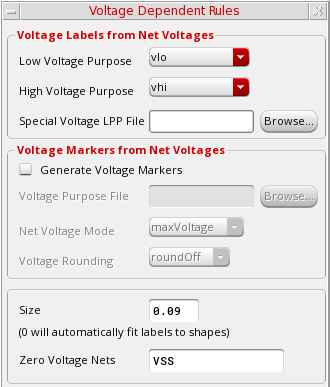 Voltage Dependent Rules
Voltage Labels from Net Voltages
Low Voltage Purpose vlo
High Voltage Purpose vhi
Special Voltage LPP File Browse...
Voltage Markers from Net Voltages
Generate Voltage Markers
Voltage Purpose File Browse...
Net Voltage Mode maxVoltage
Voltage Rounding roundOff
Size 0.09
(0 will automatically fit labels to shapes)
Zero Voltage Nets VSS